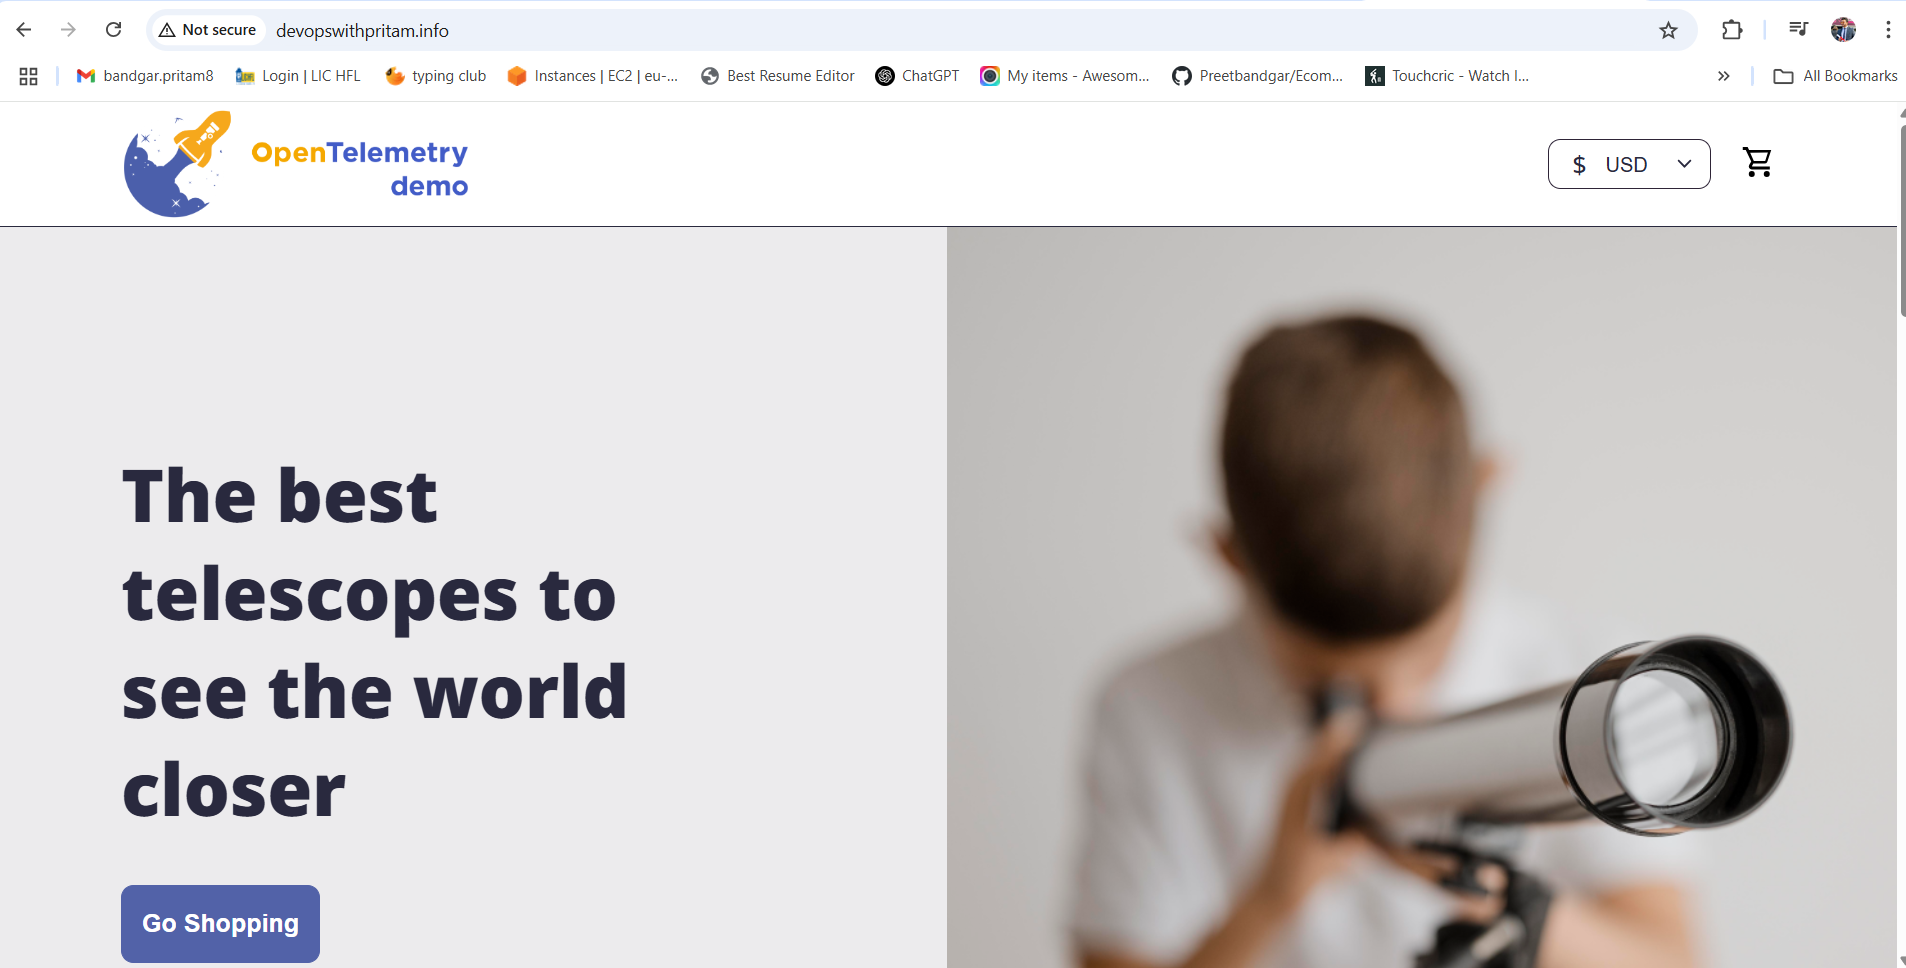 Not secure devopswithpritam.info
bandgar.pritam8 Login | LIC HFL typing club Instances | EC2 | eu-... Best Resume Editor ChatGPT My items - Awesom... Preetbandgar/Ecom... Touchcric - Watch l... » All Bookmarks
OpenTelemetry
demo
$ USD
The best
telescopes to
see the world
closer
Go Shopping